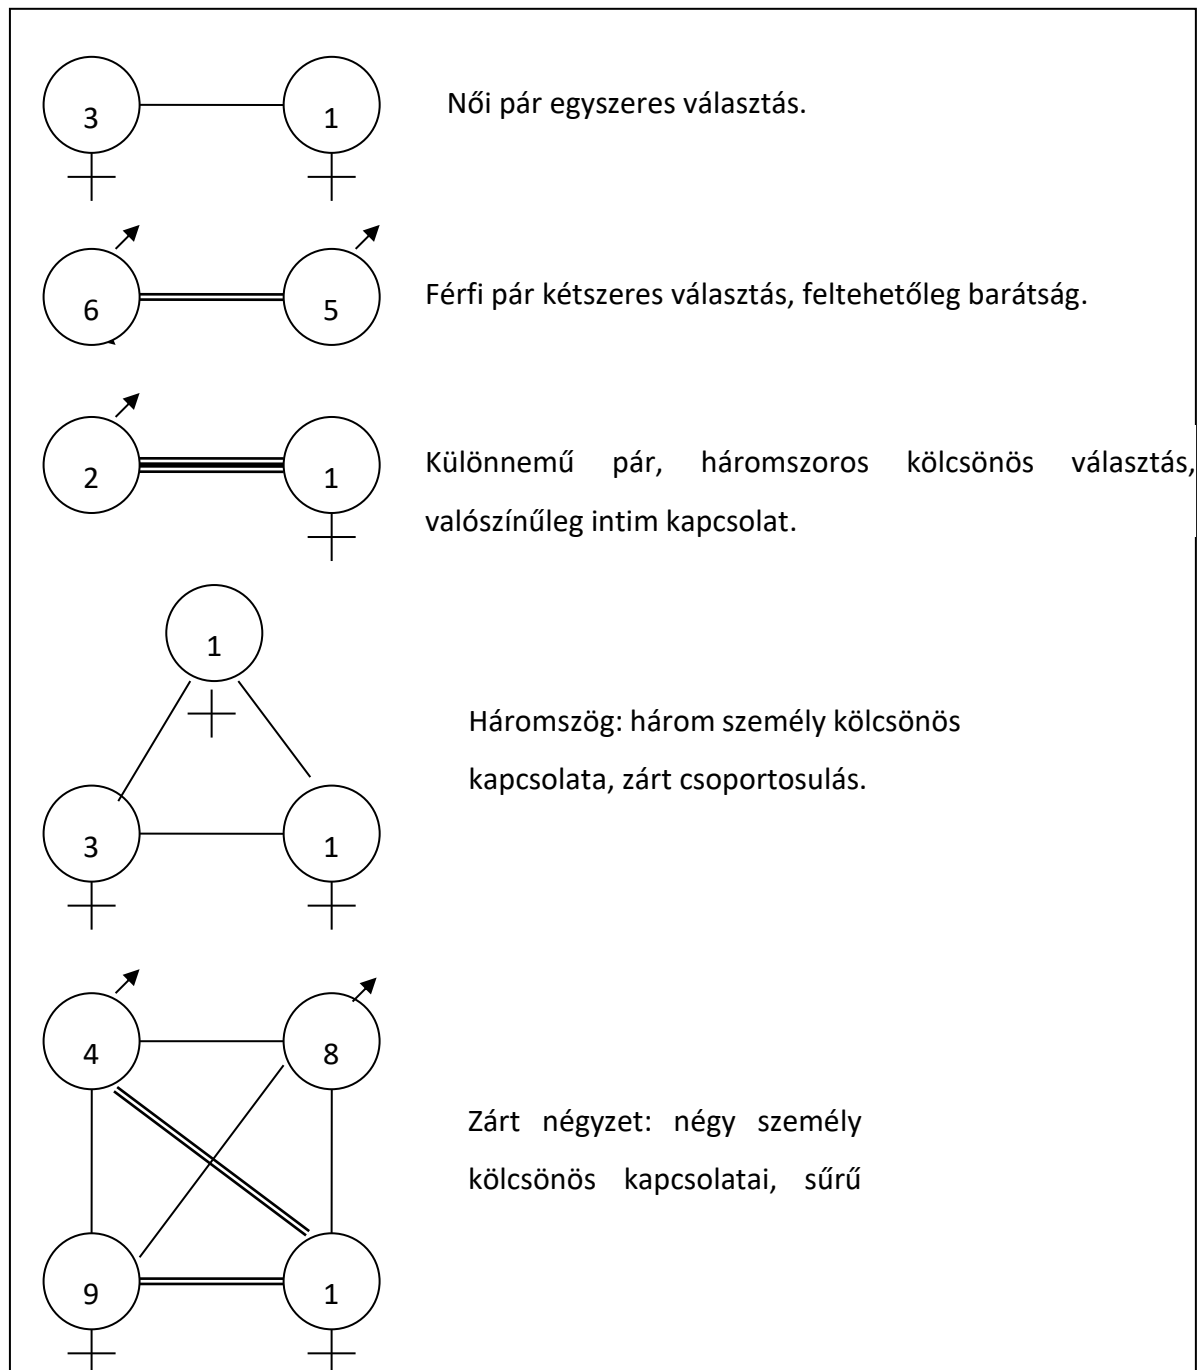 3 1 Női pár egyszeres választás.
6 5 Férfi pár kétszeres választás, feltehetőleg barátság.
2 1 Különnemű pár, háromszoros kölcsönös választás,
valószínűleg intim kapcsolat.
1
Háromszög: három személy kölcsönös
kapcsolata, zárt csoportosulás.
3 1
4 8
Zárt négyzet: négy személy
kölcsönös kapcsolatai, sűrű
9 1